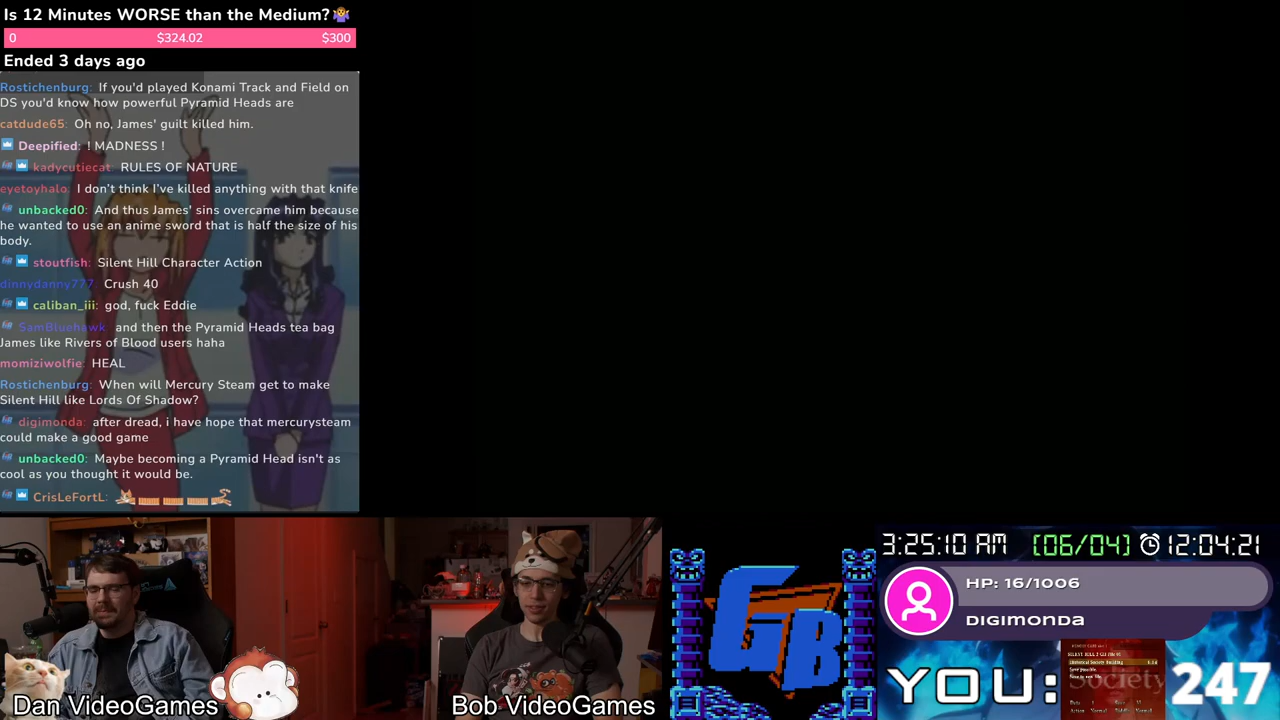 Is 12 Minutes WORSE than the Medium?🤷‍♀️
0 $324.02 $300
Ended 3 days ago
Rostichenburg: If you'd played Konami Track and Field on
DS you'd know how powerful Pyramid Heads are
catdude65: Oh no, James' guilt killed him.
Deepified: ! MADNESS !
kadycutiecat: RULES OF NATURE
eyetoyhalo: I don't think I've killed anything with that knife
unbacked0: And thus James' sins overcame him because
he wanted to use an anime sword that is half the size of his
body.
stoutfish: Silent Hill Character Action
dinnydanny777: Crush 40
caliban_iii: god, fuck Eddie
SamBluehawk: and then the Pyramid Heads tea bag
James like Rivers of Blood users haha
momiziwolfie: HEAL
Rostichenburg: When will Mercury Steam get to make
Silent Hill like Lords Of Shadow?
digimonda: after dread, i have hope that mercurysteam
could make a good game
unbacked0: Maybe becoming a Pyramid Head isn't as
cool as you thought it would be.
CrisLeFortL:
Dan VideoGames
Bob VideoGames
GB
3:25:10 AM [06/04] 12:04:21
HP: 16/1006
DIGIMONDA
YOU: 247
Society